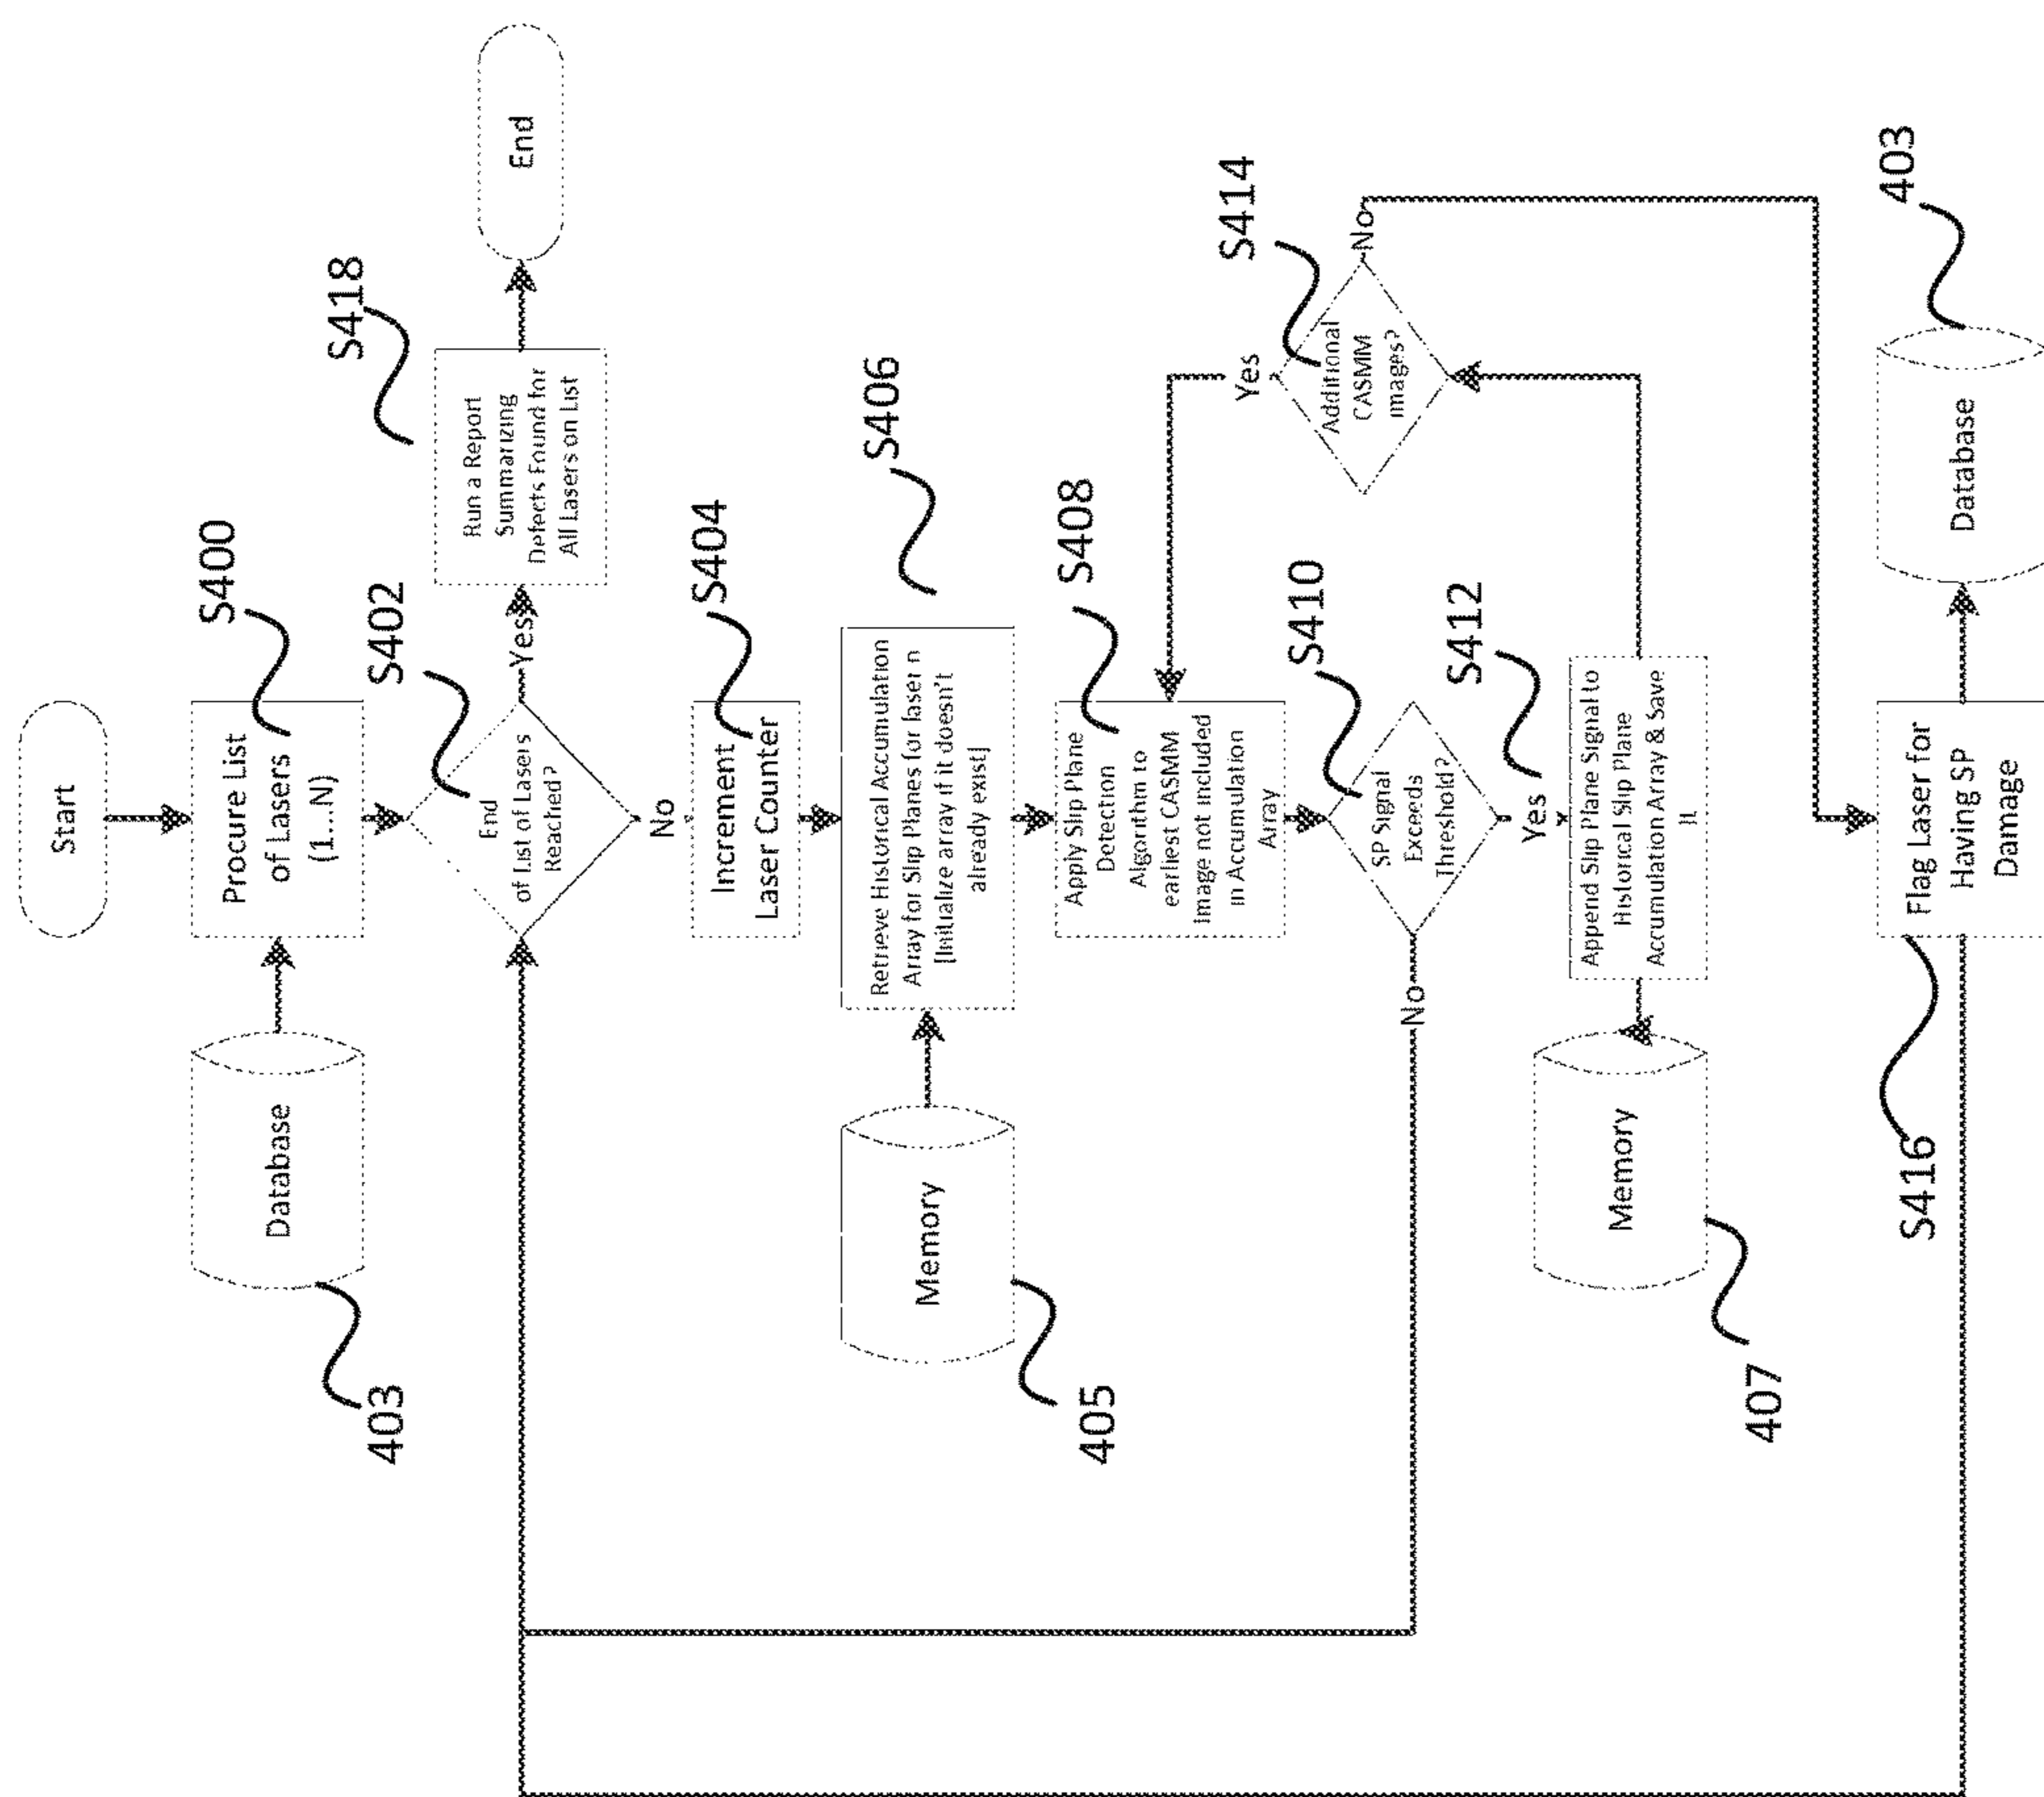 Start
Procure List
of Lasers
(1...N)
S400
Database
403
End
of List of Lasers
Reached?
S402
Yes
Run a Report
Summarizing
Defects Found for
All Lasers on List
S418
End
No
Increment
Laser Counter
S404
Retrieve Historical Accumulation
Array for Slip Planes for laser n
[Initialize array if it doesn't
already exist]
S406
Memory
405
Apply Slip Plane
Detection
Algorithm to
earliest CASMM
Image not included
in Accumulation
Array
S408
SP Signal
Exceeds
Threshold?
S410
No
Yes
Append Slip Plane Signal to
Historical Slip Plane
Accumulation Array & Save
It
S412
Memory
407
Additional
CASMM
images?
S414
Yes
No
Flag Laser for
Having SP
Damage
S416
Database
403